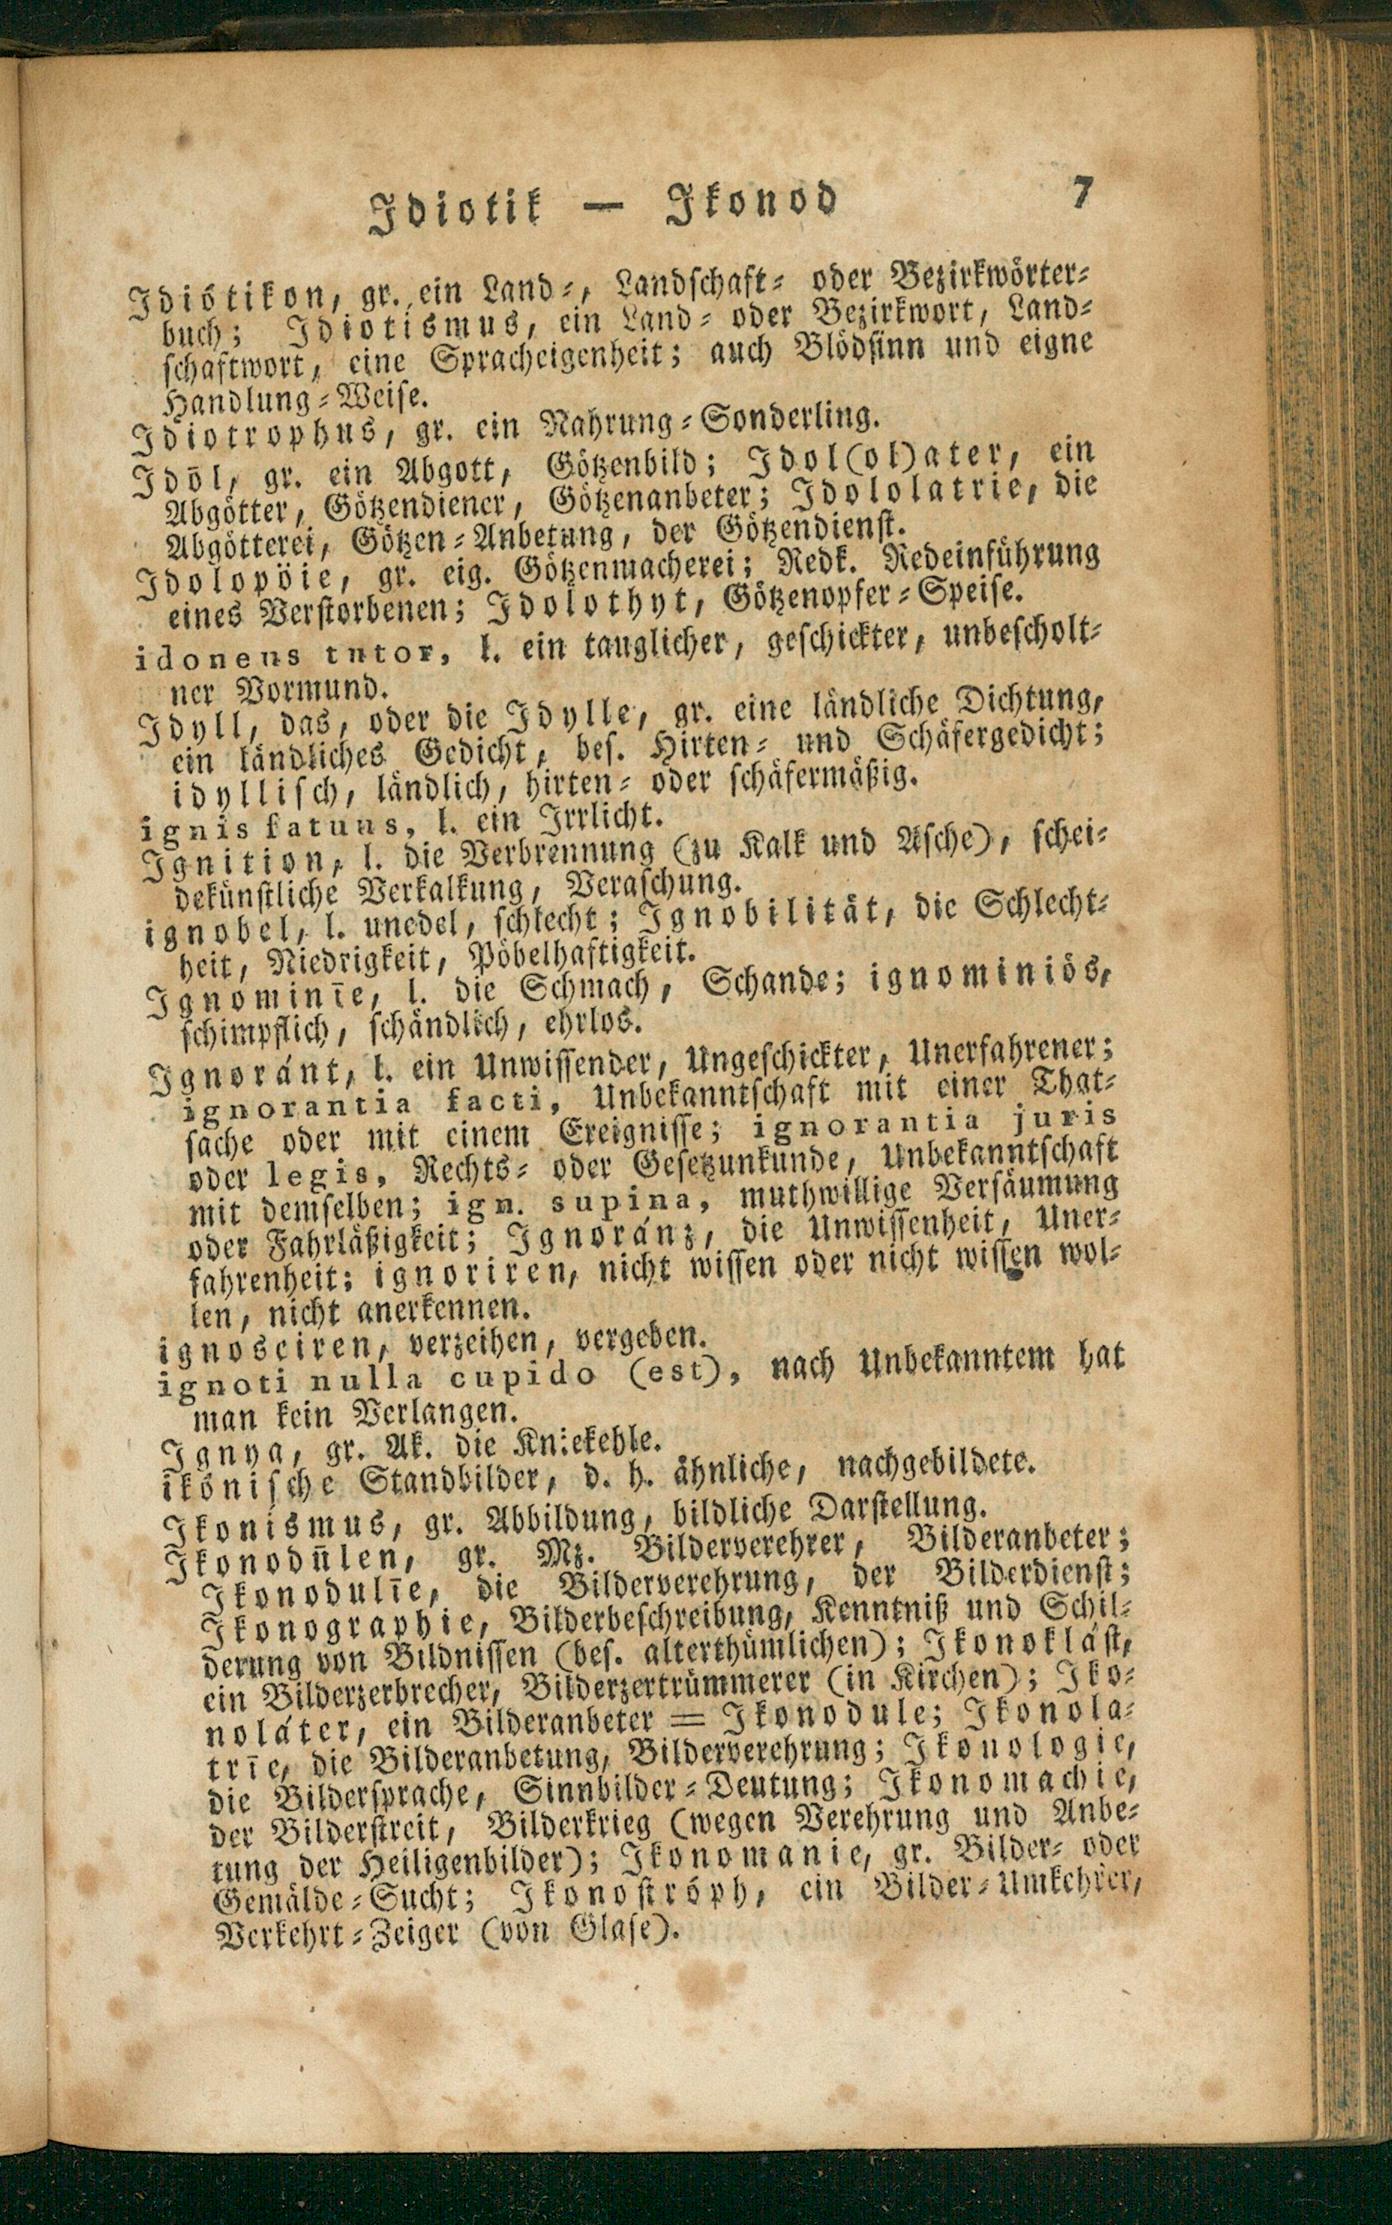 Idiotik — Ikonod 7
Idiótikon, gr. ein Land-, Landschaft- oder Bezirkwörter-
buch; Idiotismus, ein Land- oder Bezirkwort, Land-
schaftwort, eine Spracheigenheit; auch Blödsinn und eigne
Handlung-Weise.
Idiotrophus, gr. ein Nahrung-Sonderling.
Idōl, gr. ein Abgott, Götzenbild; Idol(ol)ater, ein
Abgötter, Götzendiener, Götzenanbeter; Idololatrie, die
Abgötterei, Götzen-Anbetung, der Götzendienst.
Idolopöie, gr. eig. Götzenmacherei; Redk. Redeinführung
eines Verstorbenen; Idolothyt, Götzenopfer-Speise.
idoneus tutor, l. ein tauglicher, geschickter, unbescholt-
ner Vormund.
Idyll, das, oder die Idylle, gr. eine ländliche Dichtung,
ein ländliches Gedicht, bes. Hirten- und Schäfergedicht;
idyllisch, ländlich, hirten- oder schäfermäßig.
ignis fatuus, l. ein Irrlicht.
Ignition, l. die Verbrennung (zu Kalk und Asche), schei-
dekünstliche Verkalkung, Veraschung.
ignobel, l. unedel, schlecht; Ignobilität, die Schlecht-
heit, Niedrigkeit, Pöbelhaftigkeit.
Ignominīe, l. die Schmach, Schande; ignominiös,
schimpflich, schändlich, ehrlos.
Ignoránt, l. ein Unwissender, Ungeschickter, Unerfahrener;
ignorantia facti, Unbekanntschaft mit einer That-
sache oder mit einem Ereignisse; ignorantia juris
oder legis, Rechts- oder Gesetzunkunde, Unbekanntschaft
mit demselben; ign. supina, muthwillige Versäumung
oder Fahrläßigkeit; Ignoránz, die Unwissenheit, Uner-
fahrenheit; ignoriren, nicht wissen oder nicht wissen wol-
len, nicht anerkennen.
ignosciren, verzeihen, vergeben.
ignoti nulla cupido (est), nach Unbekanntem hat
man kein Verlangen.
Ignya, gr. Ak. die Kniekehle.
ikonische Standbilder, d. h. ähnliche, nachgebildete.
Ikonismus, gr. Abbildung, bildliche Darstellung.
Ikonodūlen, gr. Mz. Bilderverehrer, Bilderanbeter;
Ikonodulīe, die Bilderverehrung, der Bilderdienst;
Ikonographie, Bilderbeschreibung, Kenntniß und Schil-
derung von Bildnissen (bes. alterthümlichen); Ikonoklást,
ein Bilderzerbrecher, Bilderzertrümmerer (in Kirchen); Iko-
noláter, ein Bilderanbeter = Ikonodule; Ikonola-
trīe, die Bilderanbetung, Bilderverehrung; Ikonologie,
die Bildersprache, Sinnbilder-Deutung; Ikonomachie,
der Bilderstreit, Bilderkrieg (wegen Verehrung und Anbe-
tung der Heiligenbilder); Ikonomanie, gr. Bilder- oder
Gemälde-Sucht; Ikonostróph, ein Bilder-Umkehrer,
Verkehrt-Zeiger (von Glase).